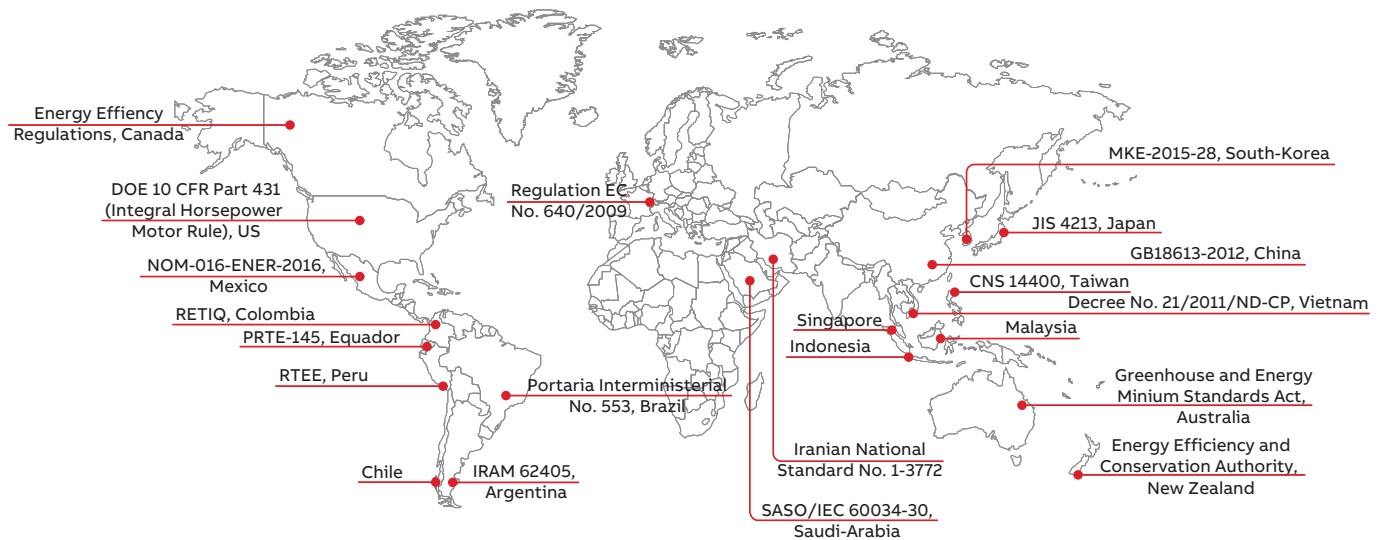 Energy Effiency
Regulations, Canada
DOE 10 CFR Part 431
(Integral Horsepower
Motor Rule), US
NOM-016-ENER-2016,
Mexico
RETIQ, Colombia
PRTE-145, Equador
RTEE, Peru
Portaria Interministerial
No. 553, Brazil
Chile
IRAM 62405,
Argentina
Regulation EC
No. 640/2009
MKE-2015-28, South-Korea
JIS 4213, Japan
GB18613-2012, China
CNS 14400, Taiwan
Decree No. 21/2011/ND-CP, Vietnam
Singapore
Malaysia
Indonesia
Greenhouse and Energy
Minium Standards Act,
Australia
Iranian National
Standard No. 1-3772
Energy Efficiency and
Conservation Authority,
New Zealand
SASO/IEC 60034-30,
Saudi-Arabia